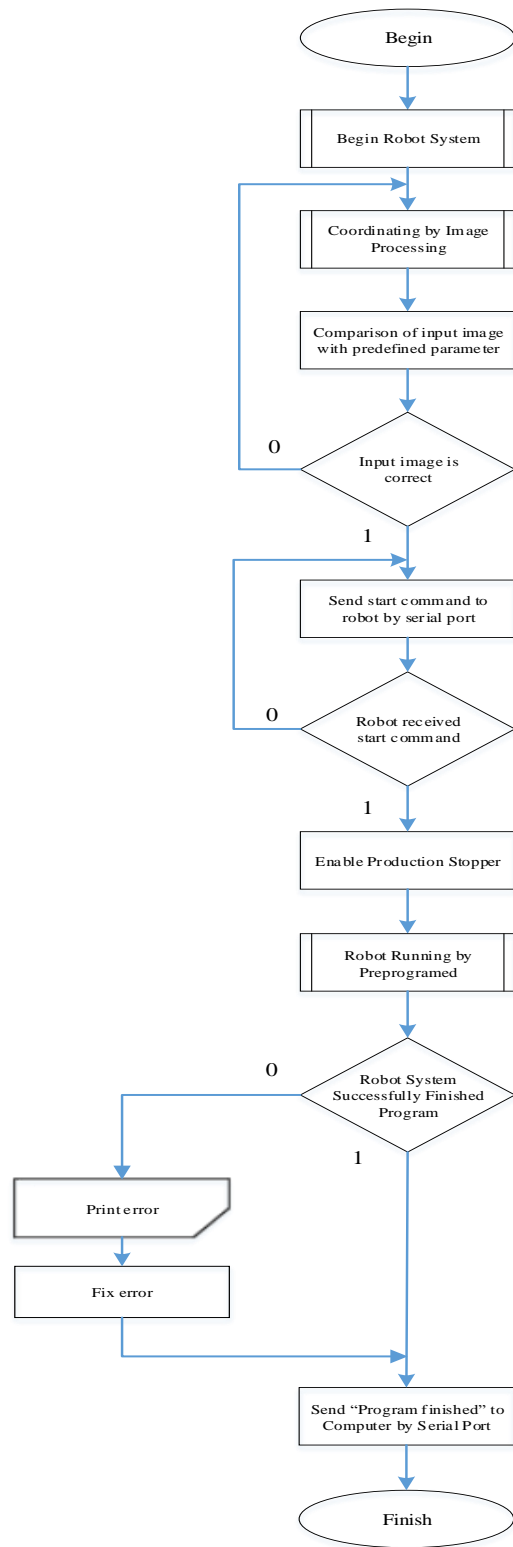 Begin
Begin Robot System
Coordinating by Image
Processing
Comparison of input image
with predefined parameter
0
Input image is
correct
1
Send start command to
robot by serial port
0
Robot received
start command
1
Enable Production Stopper
Robot Running by
Preprogramed
0
Robot System
Successfully Finished
Program
1
Print error
Fix error
Send “Program finished” to
Computer by Serial Port
Finish